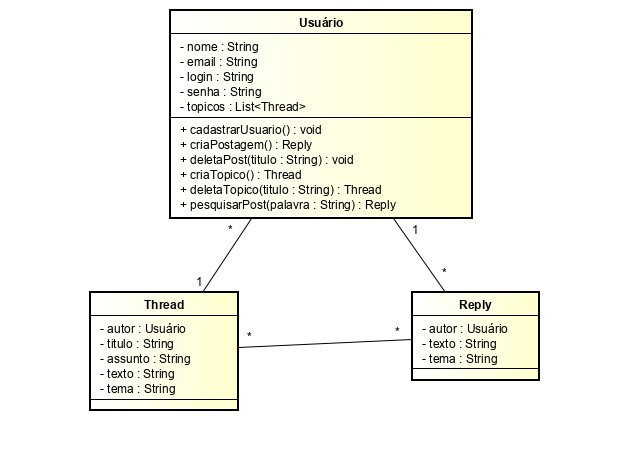 Usuário
- nome : String
- email : String
- login : String
- senha : String
- topicos : List<Thread>
+ cadastrarUsuario() : void
+ criaPostagem() : Reply
+ deletaPost(titulo : String) : void
+ criaTopico() : Thread
+ deletaTopico(titulo : String) : Thread
+ pesquisarPost(palavra : String) : Reply
*
1
1
*
Thread
- autor : Usuário
- titulo : String
- assunto : String
- texto : String
- tema : String
*
*
Reply
- autor : Usuário
- texto : String
- tema : String